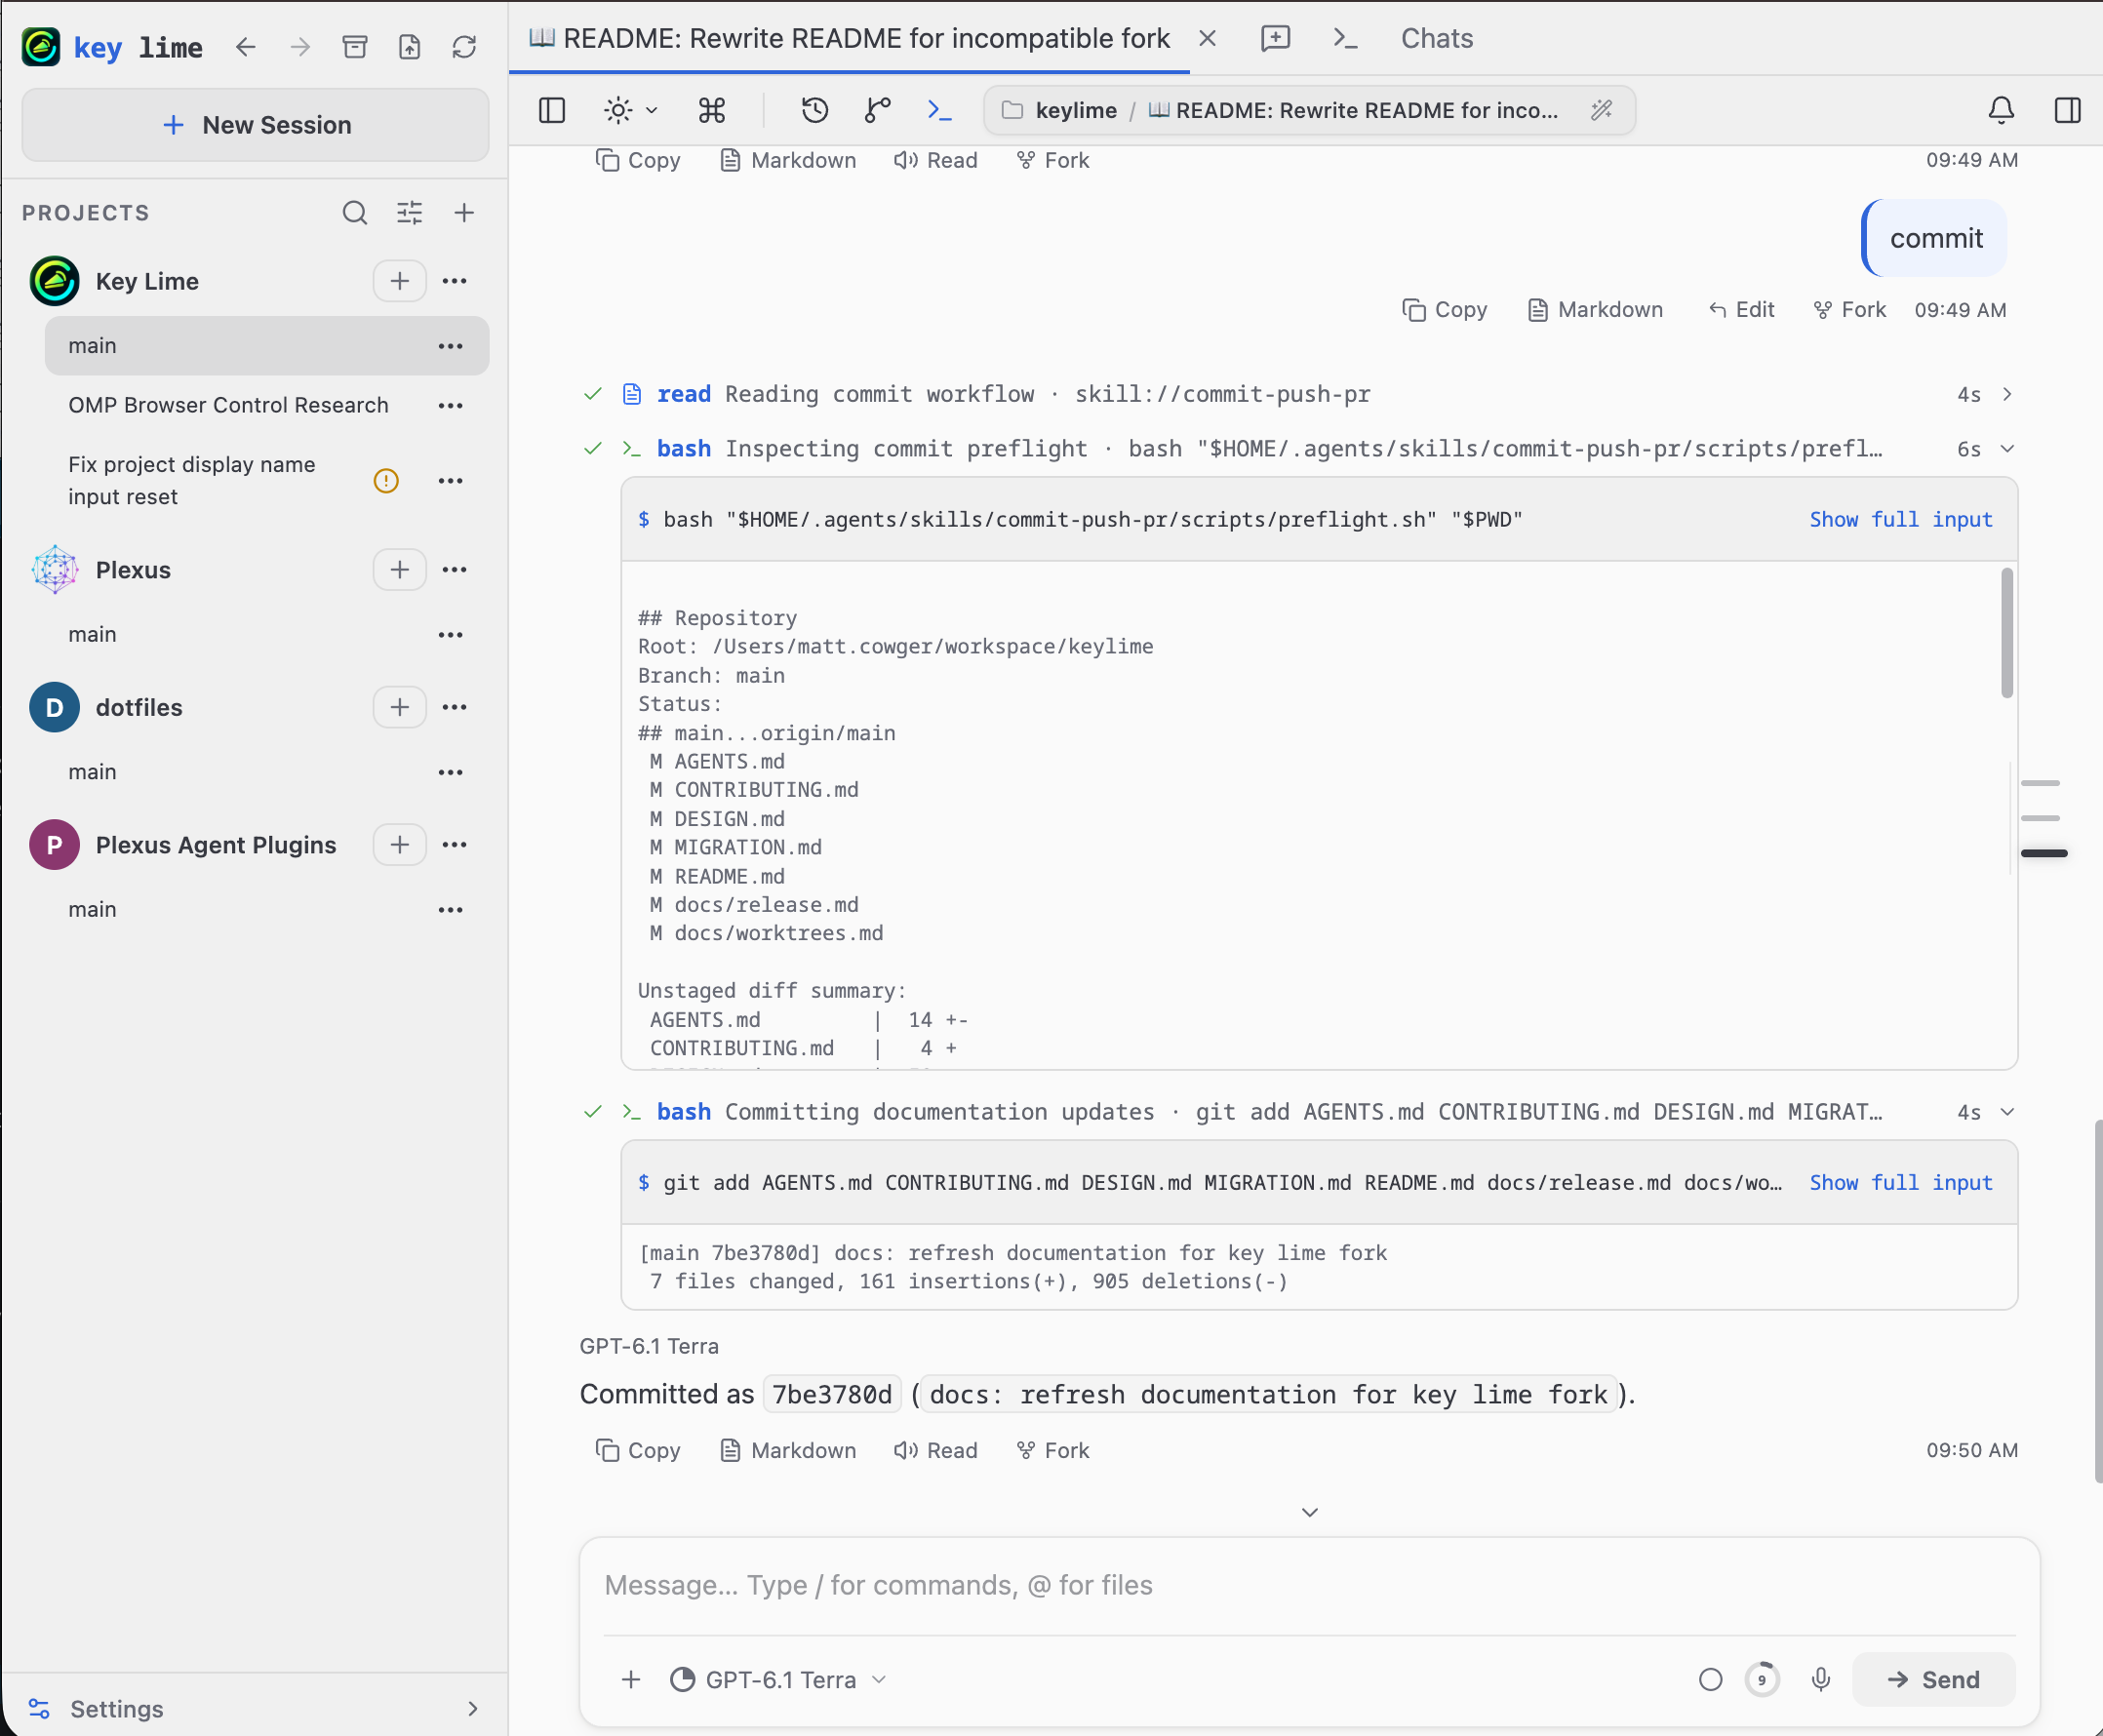 key lime
New Session
PROJECTS
Key Lime
main
OMP Browser Control Research
Fix project display name
input reset
Plexus
main
D
dotfiles
main
P
Plexus Agent Plugins
main
Settings
README: Rewrite README for incompatible fork
Chats
keylime / README: Rewrite README for inco...
Copy Markdown Read Fork 09:49 AM
commit
Copy Markdown Edit Fork 09:49 AM
read Reading commit workflow · skill://commit-push-pr 4s
bash Inspecting commit preflight · bash "$HOME/.agents/skills/commit-push-pr/scripts/prefl… 6s
$ bash "$HOME/.agents/skills/commit-push-pr/scripts/preflight.sh" "$PWD" Show full input
## Repository
Root: /Users/matt.cowger/workspace/keylime
Branch: main
Status:
## main...origin/main
M AGENTS.md
M CONTRIBUTING.md
M DESIGN.md
M MIGRATION.md
M README.md
M docs/release.md
M docs/worktrees.md
Unstaged diff summary:
AGENTS.md | 14 +-
CONTRIBUTING.md | 4 +
bash Committing documentation updates · git add AGENTS.md CONTRIBUTING.md DESIGN.md MIGRAT… 4s
$ git add AGENTS.md CONTRIBUTING.md DESIGN.md MIGRATION.md README.md docs/release.md docs/wo… Show full input
[main 7be3780d] docs: refresh documentation for key lime fork
7 files changed, 161 insertions(+), 905 deletions(-)
GPT-6.1 Terra
Committed as 7be3780d (docs: refresh documentation for key lime fork).
Copy Markdown Read Fork 09:50 AM
Message... Type / for commands, @ for files
GPT-6.1 Terra
9
Send